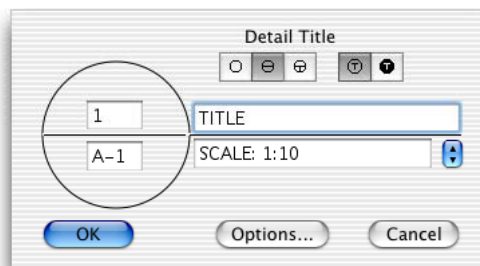 Detail Title
T T
1 TITLE
A-1 SCALE: 1:10
OK Options... Cancel